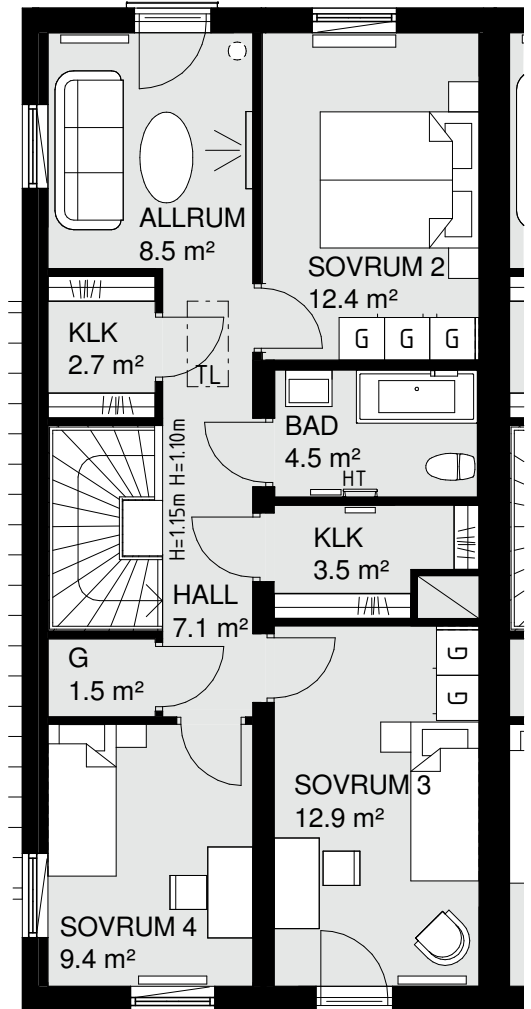 ALLRUM
8.5 m²
SOVRUM 2
12.4 m²
G G G
KLK
2.7 m²
TL
BAD
4.5 m²
HT
H=1.15m H=1.10m
KLK
3.5 m²
HALL
7.1 m²
G
1.5 m²
G
G
SOVRUM 3
12.9 m²
SOVRUM 4
9.4 m²